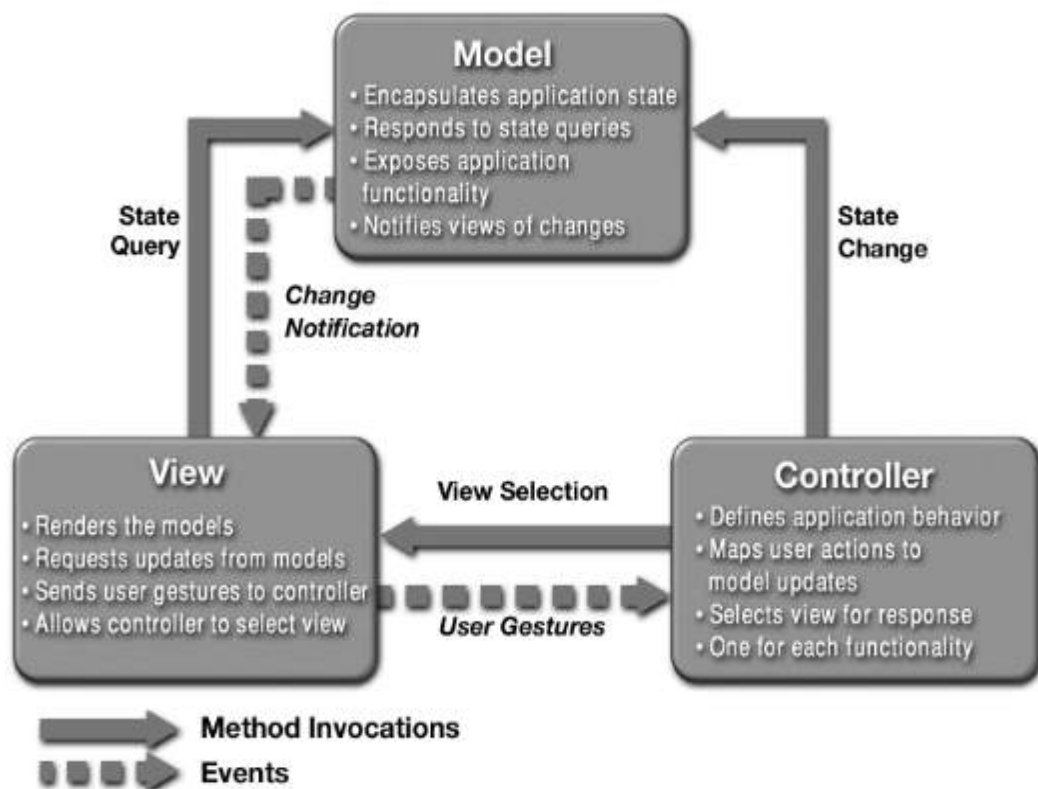 Model
• Encapsulates application state
• Responds to state queries
• Exposes application
functionality
• Notifies views of changes
State
Query
State
Change
Change
Notification
View
• Renders the models
• Requests updates from models
• Sends user gestures to controller
• Allows controller to select view
View Selection
User Gestures
Controller
• Defines application behavior
• Maps user actions to
model updates
• Selects view for response
• One for each functionality
Method Invocations
Events